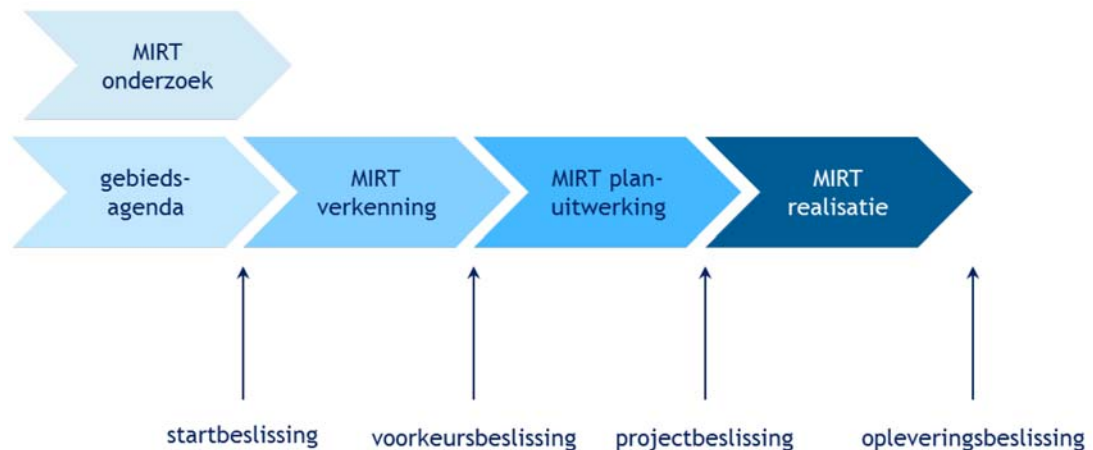 MIRT
onderzoek
gebieds-
agenda
MIRT
verkenning
MIRT plan-
uitwerking
MIRT
realisatie
startbeslissing
voorkeursbeslissing
projectbeslissing
opleveringsbeslissing